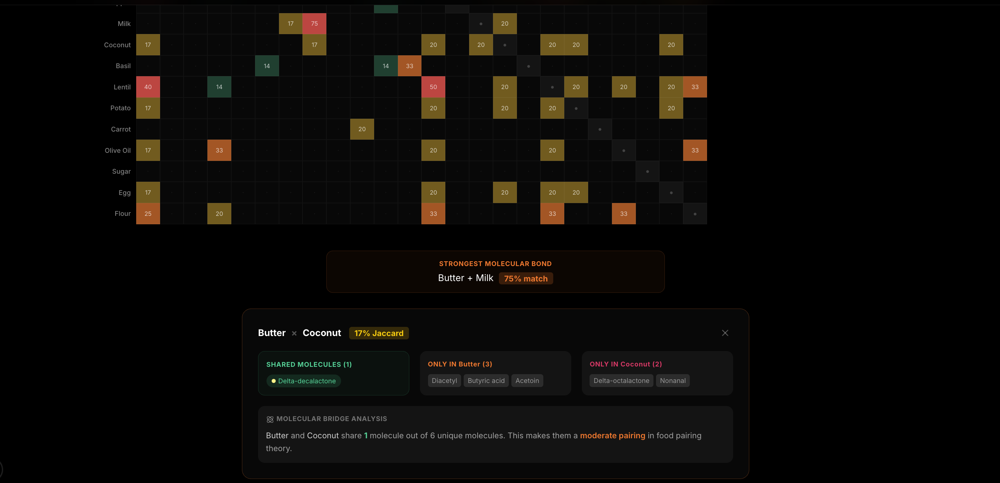 Milk 17 75 20
Coconut 17 17 20 20 20 20 20
Basil 14 14 33
Lentil 40 14 50 20 20 20 20 33
Potato 17 20 20 20 20
Carrot 20
Olive Oil 17 33 20 20 33
Sugar
Egg 17 20 20 20 20
Flour 25 20 33 33 33
STRONGEST MOLECULAR BOND
Butter + Milk 75% match
Butter × Coconut 17% Jaccard
SHARED MOLECULES (1)
Delta-decalactone
ONLY IN Butter (3)
Diacetyl Butyric acid Acetoin
ONLY IN Coconut (2)
Delta-octalactone Nonanal
MOLECULAR BRIDGE ANALYSIS
Butter and Coconut share 1 molecule out of 6 unique molecules. This makes them a moderate pairing in food pairing
theory.